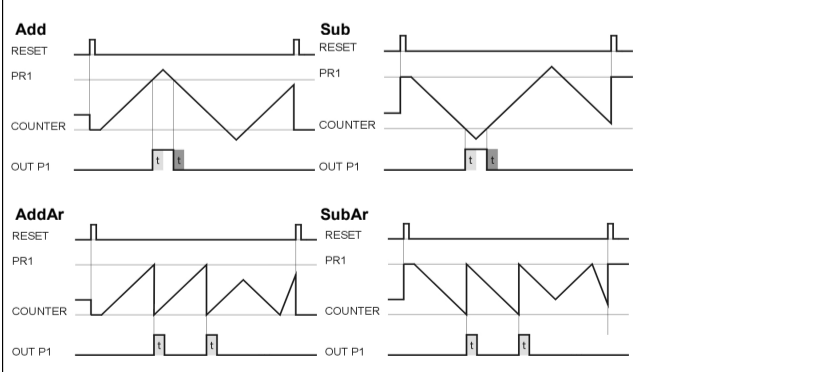 Add
RESET
PR1
COUNTER
OUT P1
t t
Sub
RESET
PR1
COUNTER
OUT P1
t t
AddAr
RESET
PR1
COUNTER
OUT P1
t t
SubAr
RESET
PR1
COUNTER
OUT P1
t t